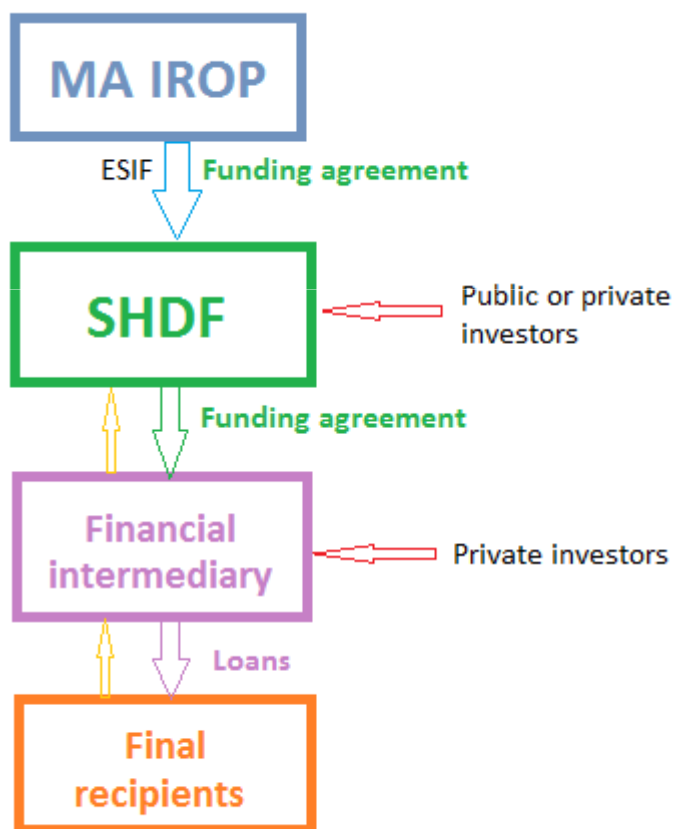 MA IROP
ESIF Funding agreement
SHDF
Public or private
investors
Funding agreement
Financial
intermediary
Private investors
Loans
Final
recipients